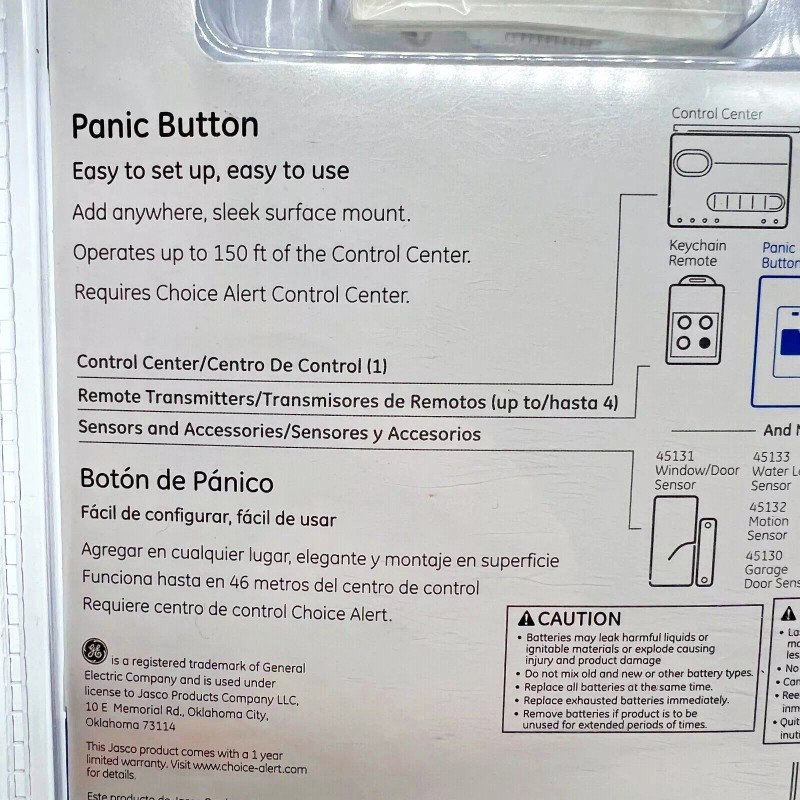 Panic Button
Easy to set up, easy to use
Add anywhere, sleek surface mount.
Operates up to 150 ft of the Control Center.
Requires Choice Alert Control Center.
Control Center/Centro De Control (1)
Remote Transmitters/Transmisores de Remotos (up to/hasta 4)
Sensors and Accessories/Sensores y Accesorios
Control Center
Keychain
Remote
Panic
Button
And
45131
Window/Door
Sensor
45133
Water
Sensor
45132
Motion
Sensor
45130
Garage
Door
Botón de Pánico
Fácil de configurar, fácil de usar
Agregar en cualquier lugar, elegante y montaje en superficie
Funciona hasta en 46 metros del centro de control
Requiere centro de control Choice Alert.
GE is a registered trademark of General
Electric Company and is used under
license to Jasco Products Company LLC,
10 E Memorial Rd., Oklahoma City,
Oklahoma 73114
This Jasco product comes with a 1 year
limited warranty. Visit www.choice-alert.com
for details.
Este producto de Jasco
CAUTION
• Batteries may leak harmful liquids or
ignitable materials or explode causing
injury and product damage
• Do not mix old and new or other battery types.
• Replace all batteries at the same time.
• Replace exhausted batteries immediately.
• Remove batteries if product is to be
unused for extended periods of time.